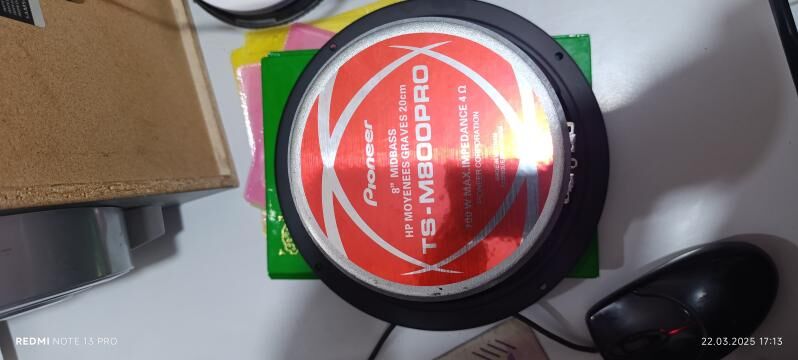 Pioneer
8" MIDBASS
HP MOYENEES GRAVES 20cm
TS-M800PRO
700 W MAX.IMPEDANCE 4 Ω
PIONEER CORPORATION
REDMI NOTE 13 PRO
22.03.2025 17:13